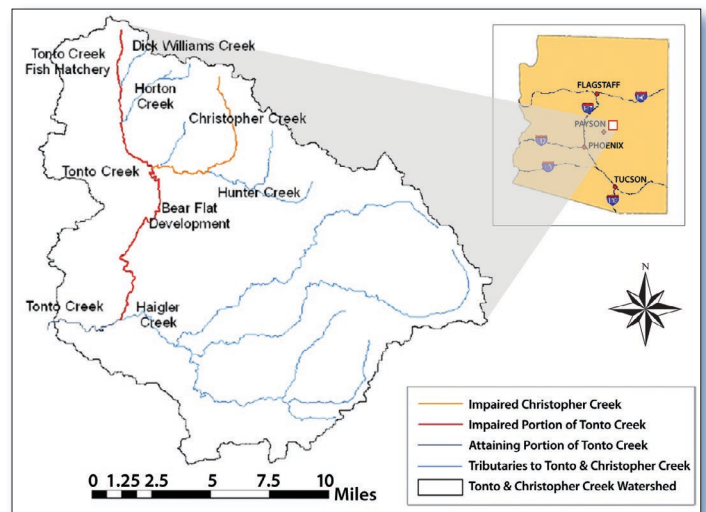 Tonto Creek
Fish Hatchery
Dick Williams Creek
Horton
Creek
Christopher Creek
Tonto Creek
Hunter Creek
Bear Flat
Development
Tonto Creek
Haigler
Creek
FLAGSTAFF
PAYSON
PHOENIX
TUCSON
N
Impaired Christopher Creek
Impaired Portion of Tonto Creek
Attaining Portion of Tonto Creek
Tributaries to Tonto & Christopher Creek
Tonto & Christopher Creek Watershed
0 1.25 2.5 5 7.5 10
Miles